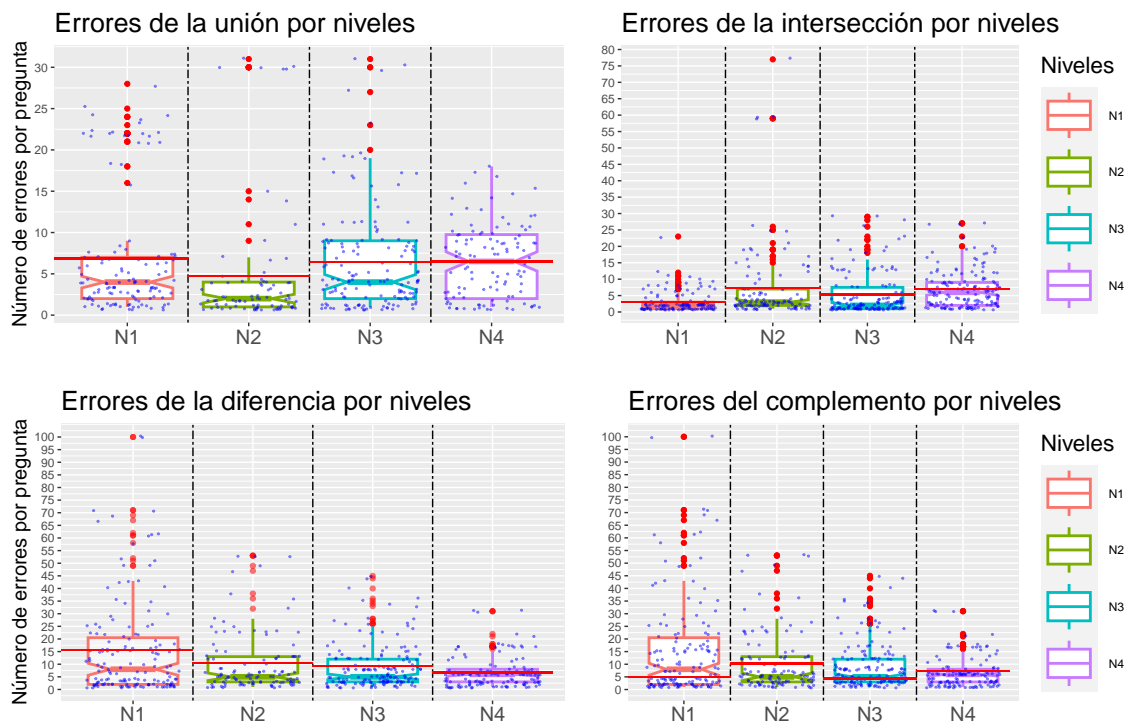 Errores de la unión por niveles
Número de errores por pregunta
30
25
20
15
10
5
0
N1
N2
N3
N4
Errores de la intersección por niveles
80
75
70
65
60
55
50
45
40
35
30
25
20
15
10
5
0
N1
N2
N3
N4
Niveles
N1
N2
N3
N4
Errores de la diferencia por niveles
Número de errores por pregunta
100
95
90
85
80
75
70
65
60
55
50
45
40
35
30
25
20
15
10
5
0
N1
N2
N3
N4
Errores del complemento por niveles
100
95
90
85
80
75
70
65
60
55
50
45
40
35
30
25
20
15
10
5
0
N1
N2
N3
N4
Niveles
N1
N2
N3
N4